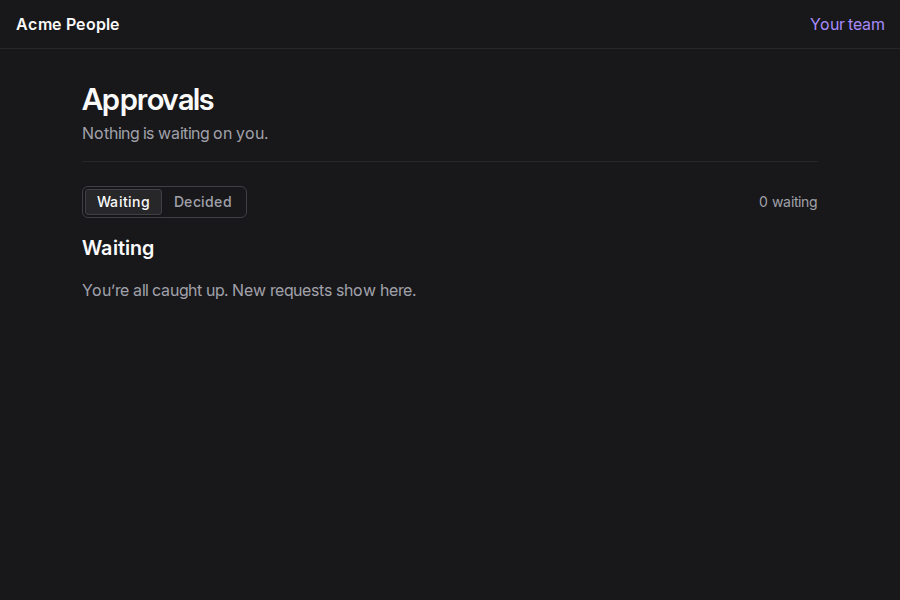 Acme People
Your team
Approvals
Nothing is waiting on you.
Waiting
Decided
0 waiting
Waiting
You’re all caught up. New requests show here.